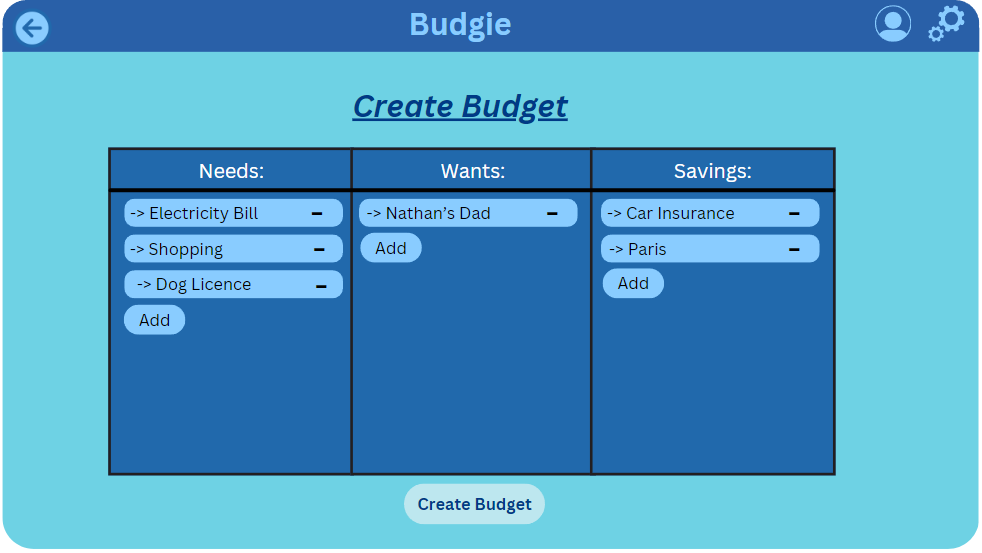 Budgie
Create Budget
Needs: Wants: Savings:
-> Electricity Bill – -> Nathan's Dad – -> Car Insurance –
-> Shopping – Add -> Paris –
-> Dog Licence – Add
Add
Create Budget